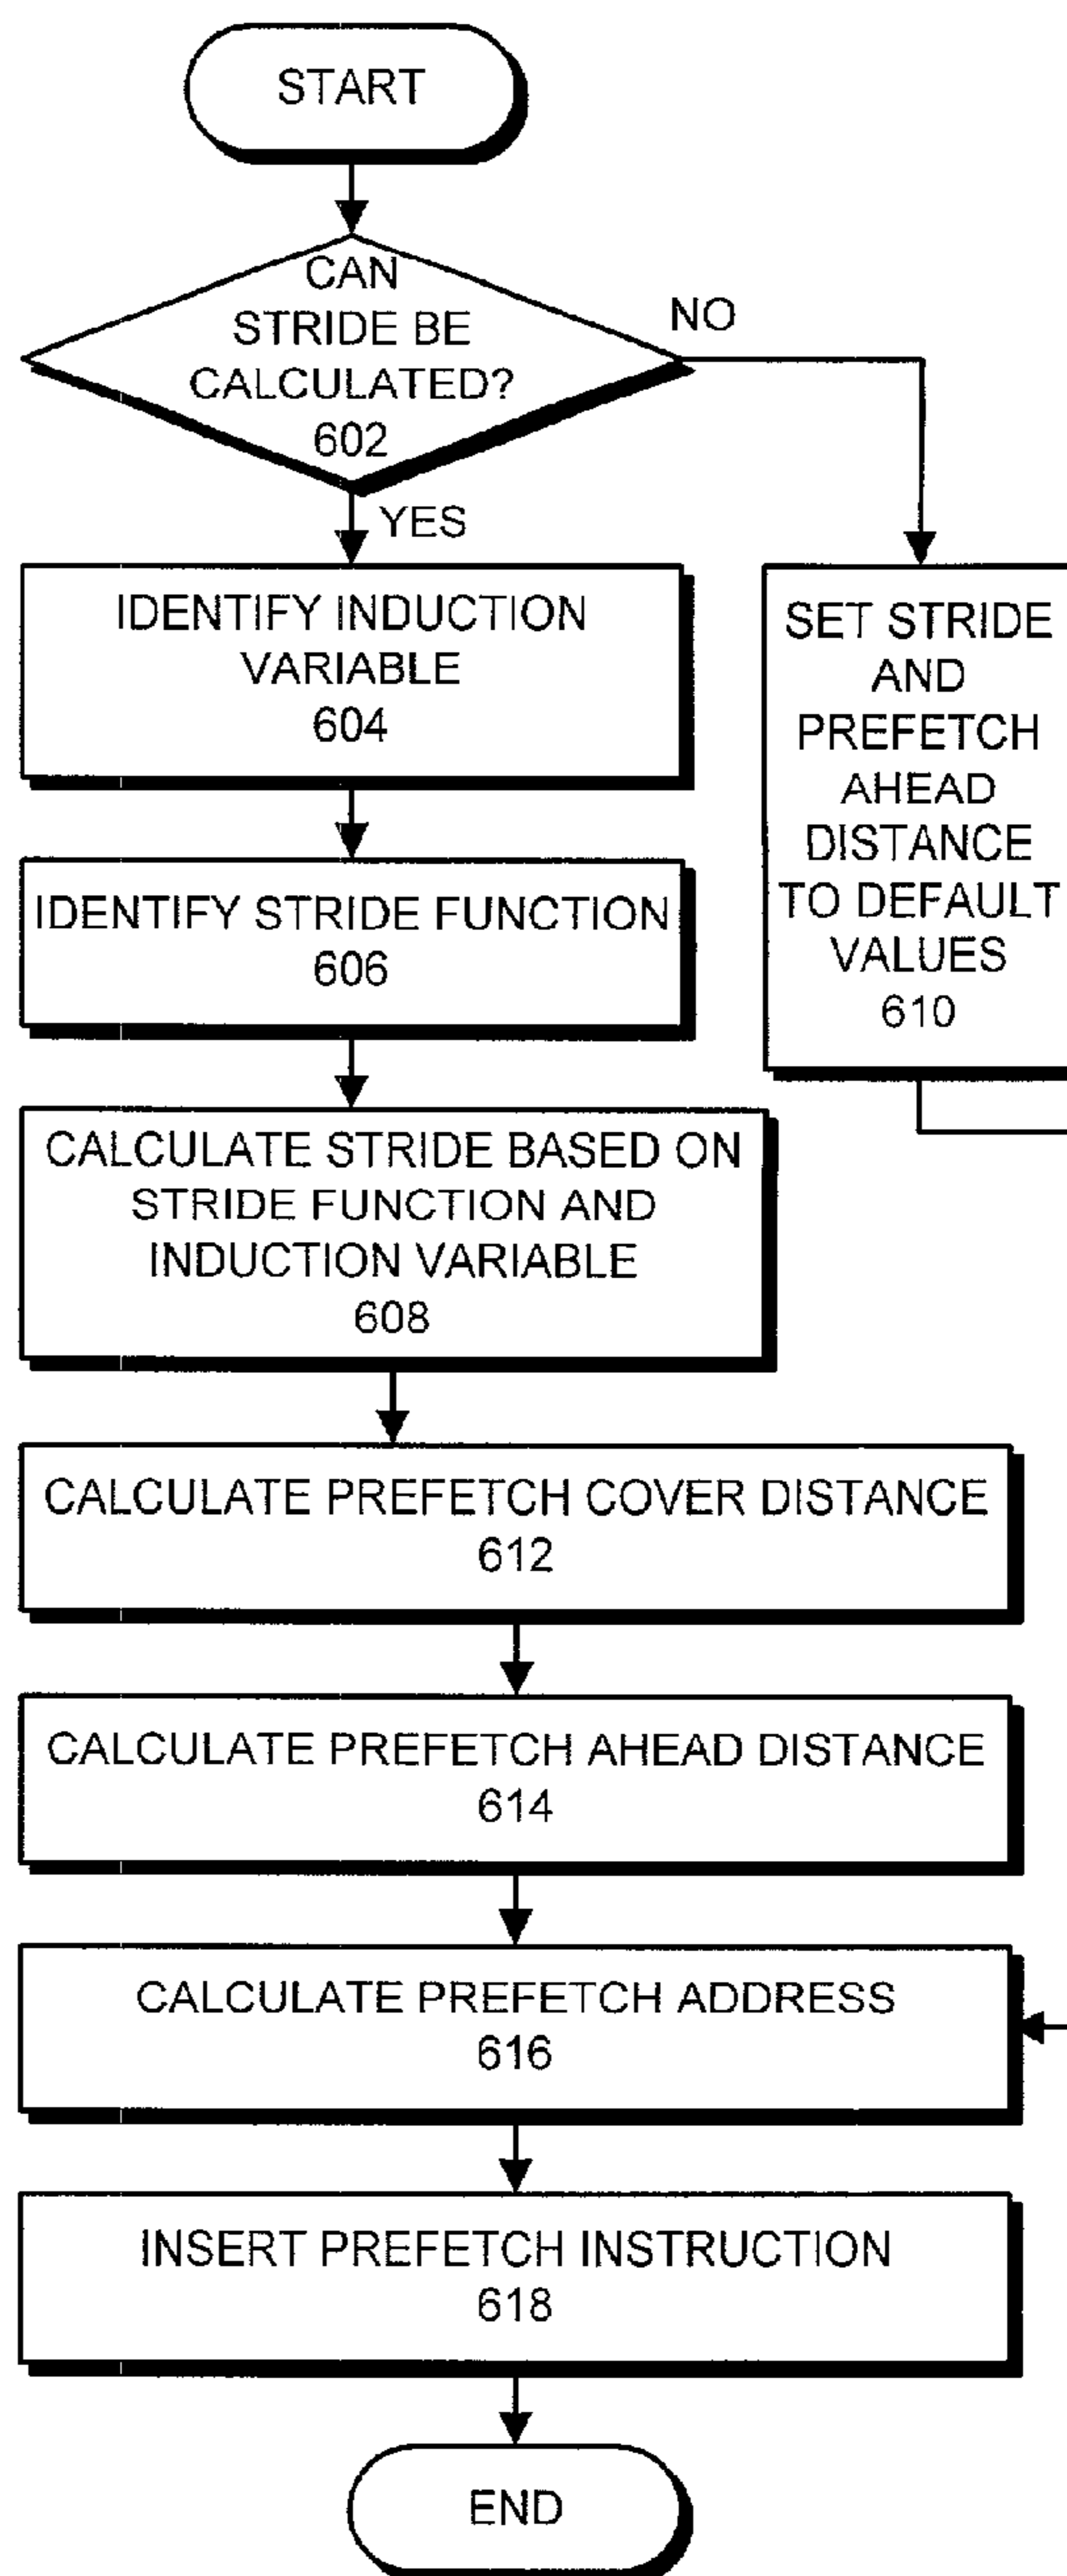 START
CAN
STRIDE BE
CALCULATED?
602
NO
YES
IDENTIFY INDUCTION
VARIABLE
604
SET STRIDE
AND
PREFETCH
AHEAD
DISTANCE
TO DEFAULT
VALUES
610
IDENTIFY STRIDE FUNCTION
606
CALCULATE STRIDE BASED ON
STRIDE FUNCTION AND
INDUCTION VARIABLE
608
CALCULATE PREFETCH COVER DISTANCE
612
CALCULATE PREFETCH AHEAD DISTANCE
614
CALCULATE PREFETCH ADDRESS
616
INSERT PREFETCH INSTRUCTION
618
END